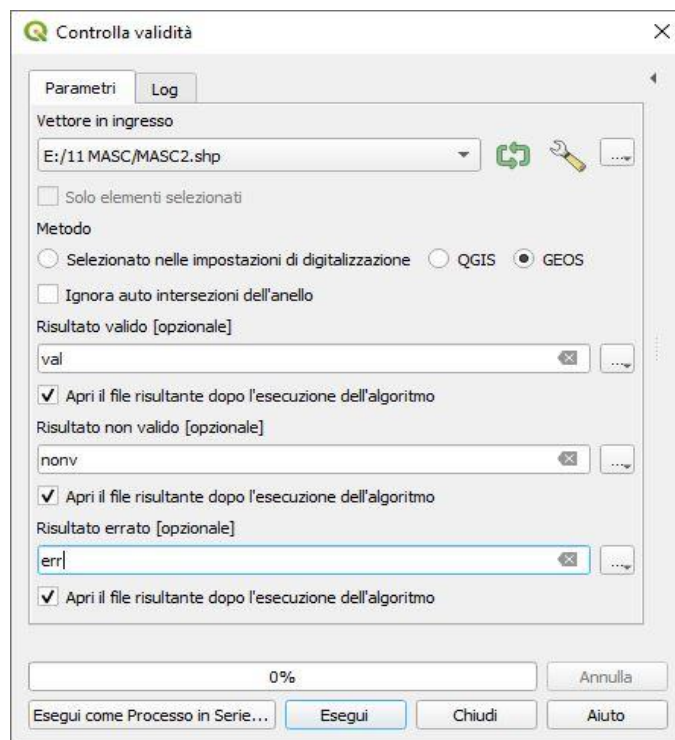 Controlla validità
Parametri Log
Vettore in ingresso
E:/11 MASC/MASC2.shp
...
Solo elementi selezionati
Metodo
Selezionato nelle impostazioni di digitalizzazione QGIS GEOS
Ignora auto intersezioni dell'anello
Risultato valido [opzionale]
val ...
Apri il file risultante dopo l'esecuzione dell'algoritmo
Risultato non valido [opzionale]
nonv ...
Apri il file risultante dopo l'esecuzione dell'algoritmo
Risultato errato [opzionale]
err ...
Apri il file risultante dopo l'esecuzione dell'algoritmo
0% Annulla
Esegui come Processo in Serie... Esegui Chiudi Aiuto